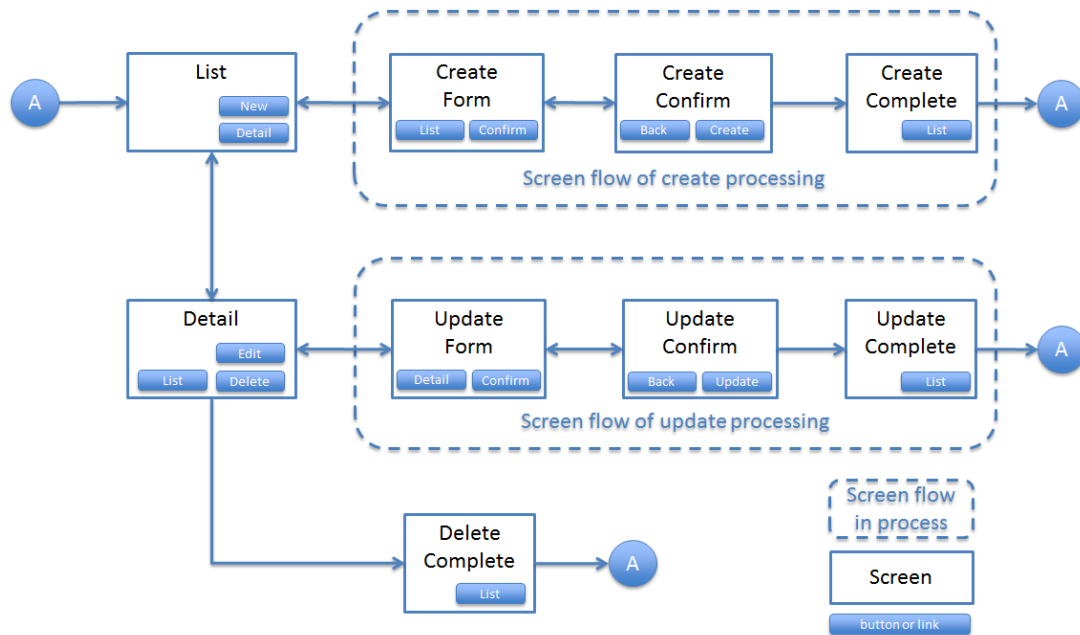 A
List
New
Detail
Create
Form
List
Confirm
Create
Confirm
Back
Create
Create
Complete
List
A
Screen flow of create processing
Detail
Edit
List
Delete
Update
Form
Detail
Confirm
Update
Confirm
Back
Update
Update
Complete
List
A
Screen flow of update processing
Delete
Complete
List
A
Screen flow
in process
Screen
button or link